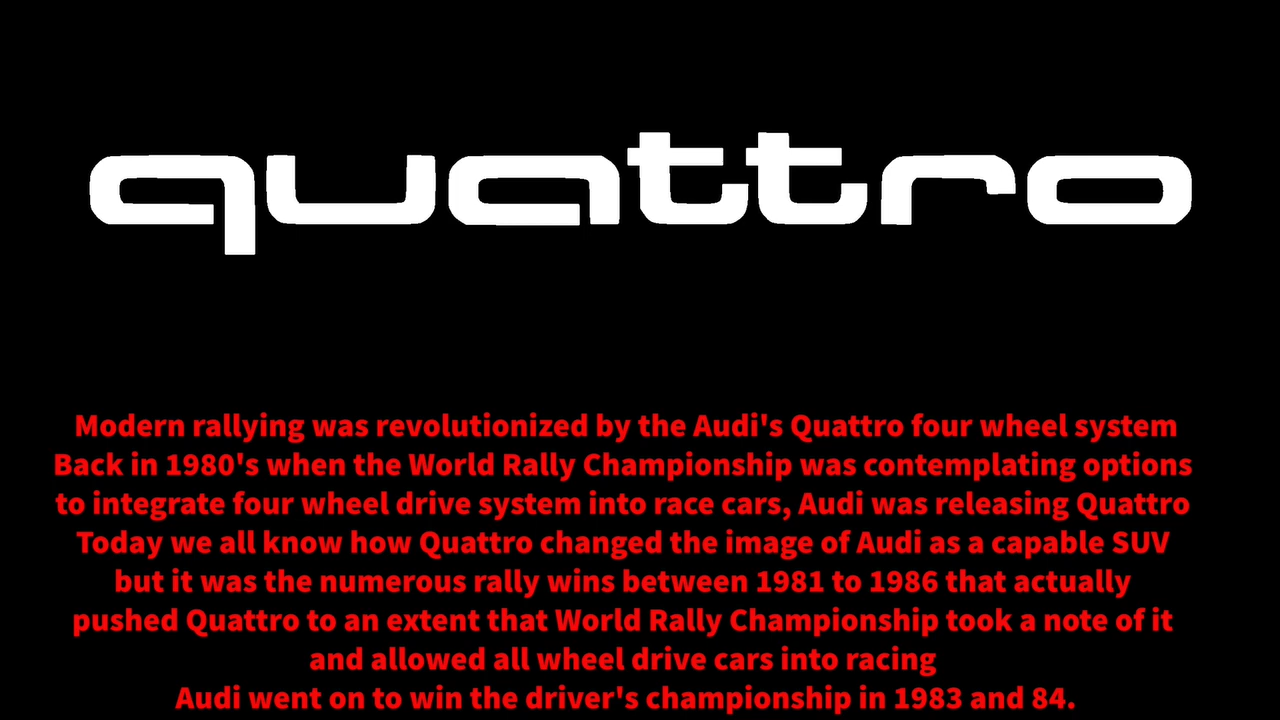 quattro
Modern rallying was revolutionized by the Audi's Quattro four wheel system
Back in 1980's when the World Rally Championship was contemplating options
to integrate four wheel drive system into race cars, Audi was releasing Quattro
Today we all know how Quattro changed the image of Audi as a capable SUV
but it was the numerous rally wins between 1981 to 1986 that actually
pushed Quattro to an extent that World Rally Championship took a note of it
and allowed all wheel drive cars into racing
Audi went on to win the driver's championship in 1983 and 84.